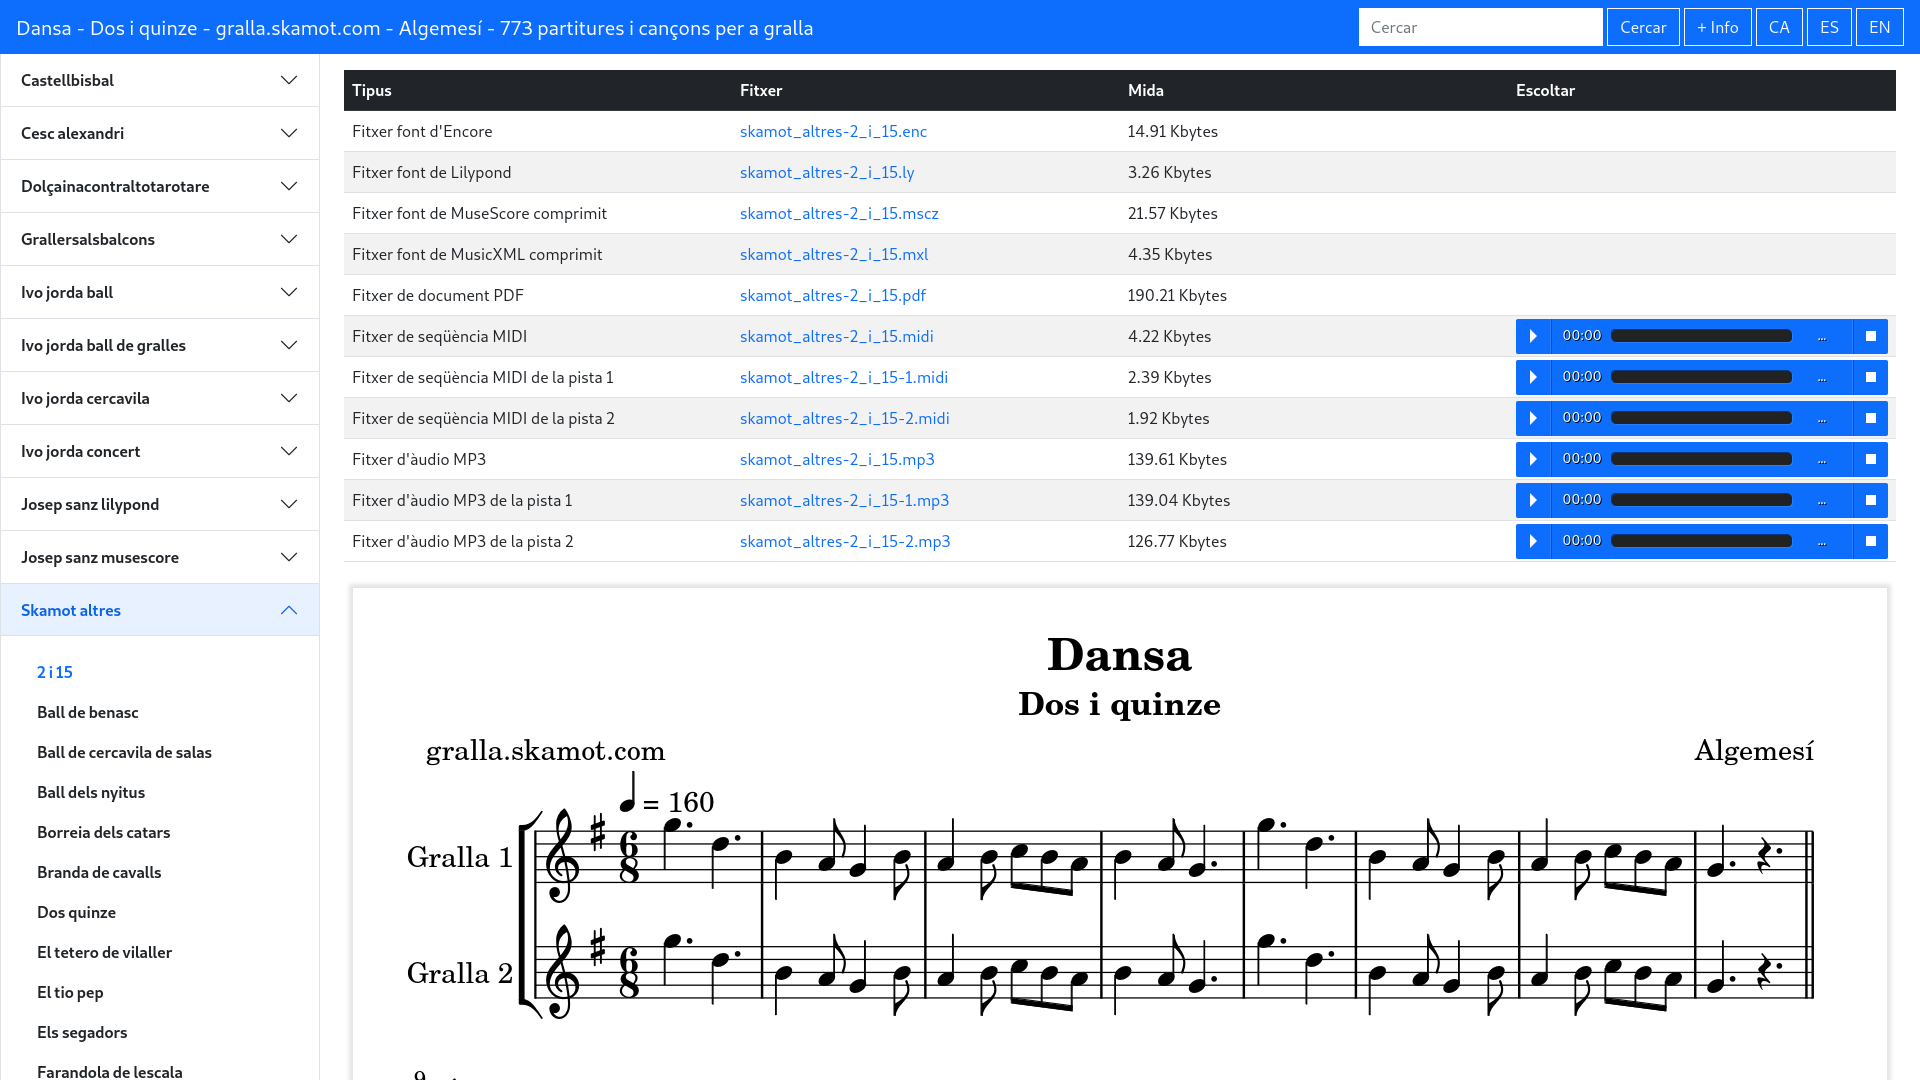 Dansa - Dos i quinze - gralla.skamot.com - Algemesí - 773 partitures i cançons per a gralla
Cercar
Cercar
+ Info
CA
ES
EN
Castellbisbal
Cesc alexandri
Dolçainacontraltotarotare
Grallersalsbalcons
Ivo jorda ball
Ivo jorda ball de gralles
Ivo jorda cercavila
Ivo jorda concert
Josep sanz lilypond
Josep sanz musescore
Skamot altres
2 i 15
Ball de benasc
Ball de cercavila de salas
Ball dels nyitus
Borreia dels catars
Branda de cavalls
Dos quinze
El tetero de vilaller
El tio pep
Els segadors
Farandola de lescala
Tipus Fitxer Mida Escoltar
Fitxer font d'Encore skamot_altres-2_i_15.enc 14.91 Kbytes
Fitxer font de Lilypond skamot_altres-2_i_15.ly 3.26 Kbytes
Fitxer font de MuseScore comprimit skamot_altres-2_i_15.mscz 21.57 Kbytes
Fitxer font de MusicXML comprimit skamot_altres-2_i_15.mxl 4.35 Kbytes
Fitxer de document PDF skamot_altres-2_i_15.pdf 190.21 Kbytes
Fitxer de seqüència MIDI skamot_altres-2_i_15.midi 4.22 Kbytes 00:00 ...
Fitxer de seqüència MIDI de la pista 1 skamot_altres-2_i_15-1.midi 2.39 Kbytes 00:00 ...
Fitxer de seqüència MIDI de la pista 2 skamot_altres-2_i_15-2.midi 1.92 Kbytes 00:00 ...
Fitxer d'àudio MP3 skamot_altres-2_i_15.mp3 139.61 Kbytes 00:00 ...
Fitxer d'àudio MP3 de la pista 1 skamot_altres-2_i_15-1.mp3 139.04 Kbytes 00:00 ...
Fitxer d'àudio MP3 de la pista 2 skamot_altres-2_i_15-2.mp3 126.77 Kbytes 00:00 ...
Dansa
Dos i quinze
gralla.skamot.com Algemesí
= 160
Gralla 1 6 8
Gralla 2 6 8
9